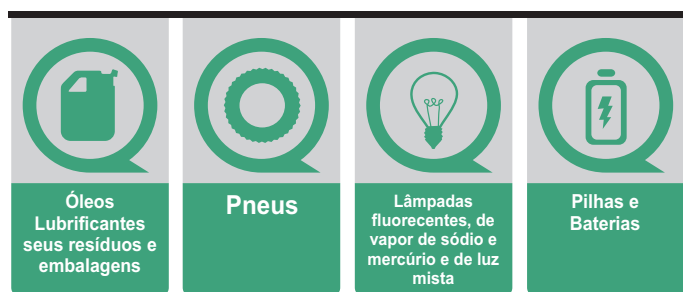 Óleos
Lubrificantes
seus resíduos e
embalagens
Pneus
Lâmpadas
fluorecentes, de
vapor de sódio e
mercúrio e de luz
mista
Pilhas e
Baterias